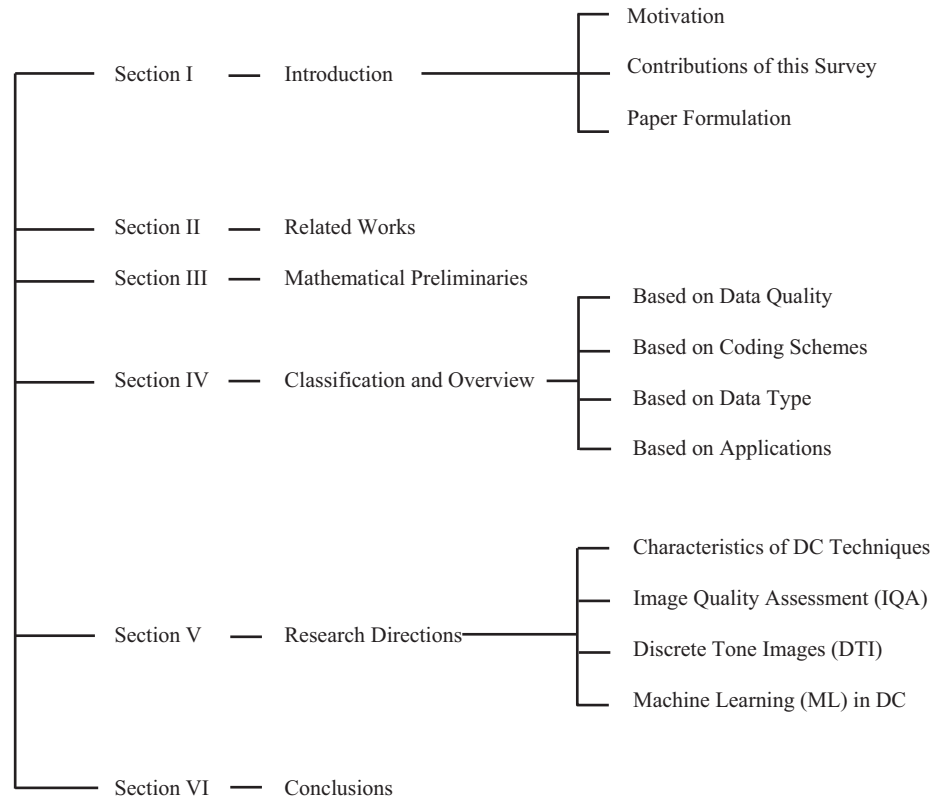 Motivation
Section I
Introduction
Contributions of this Survey
Paper Formulation
Section II
Related Works
Section III
Mathematical Preliminaries
Based on Data Quality
Based on Coding Schemes
Section IV
Classification and Overview
Based on Data Type
Based on Applications
Characteristics of DC Techniques
Image Quality Assessment (IQA)
Section V
Research Directions
Discrete Tone Images (DTI)
Machine Learning (ML) in DC
Section VI
Conclusions